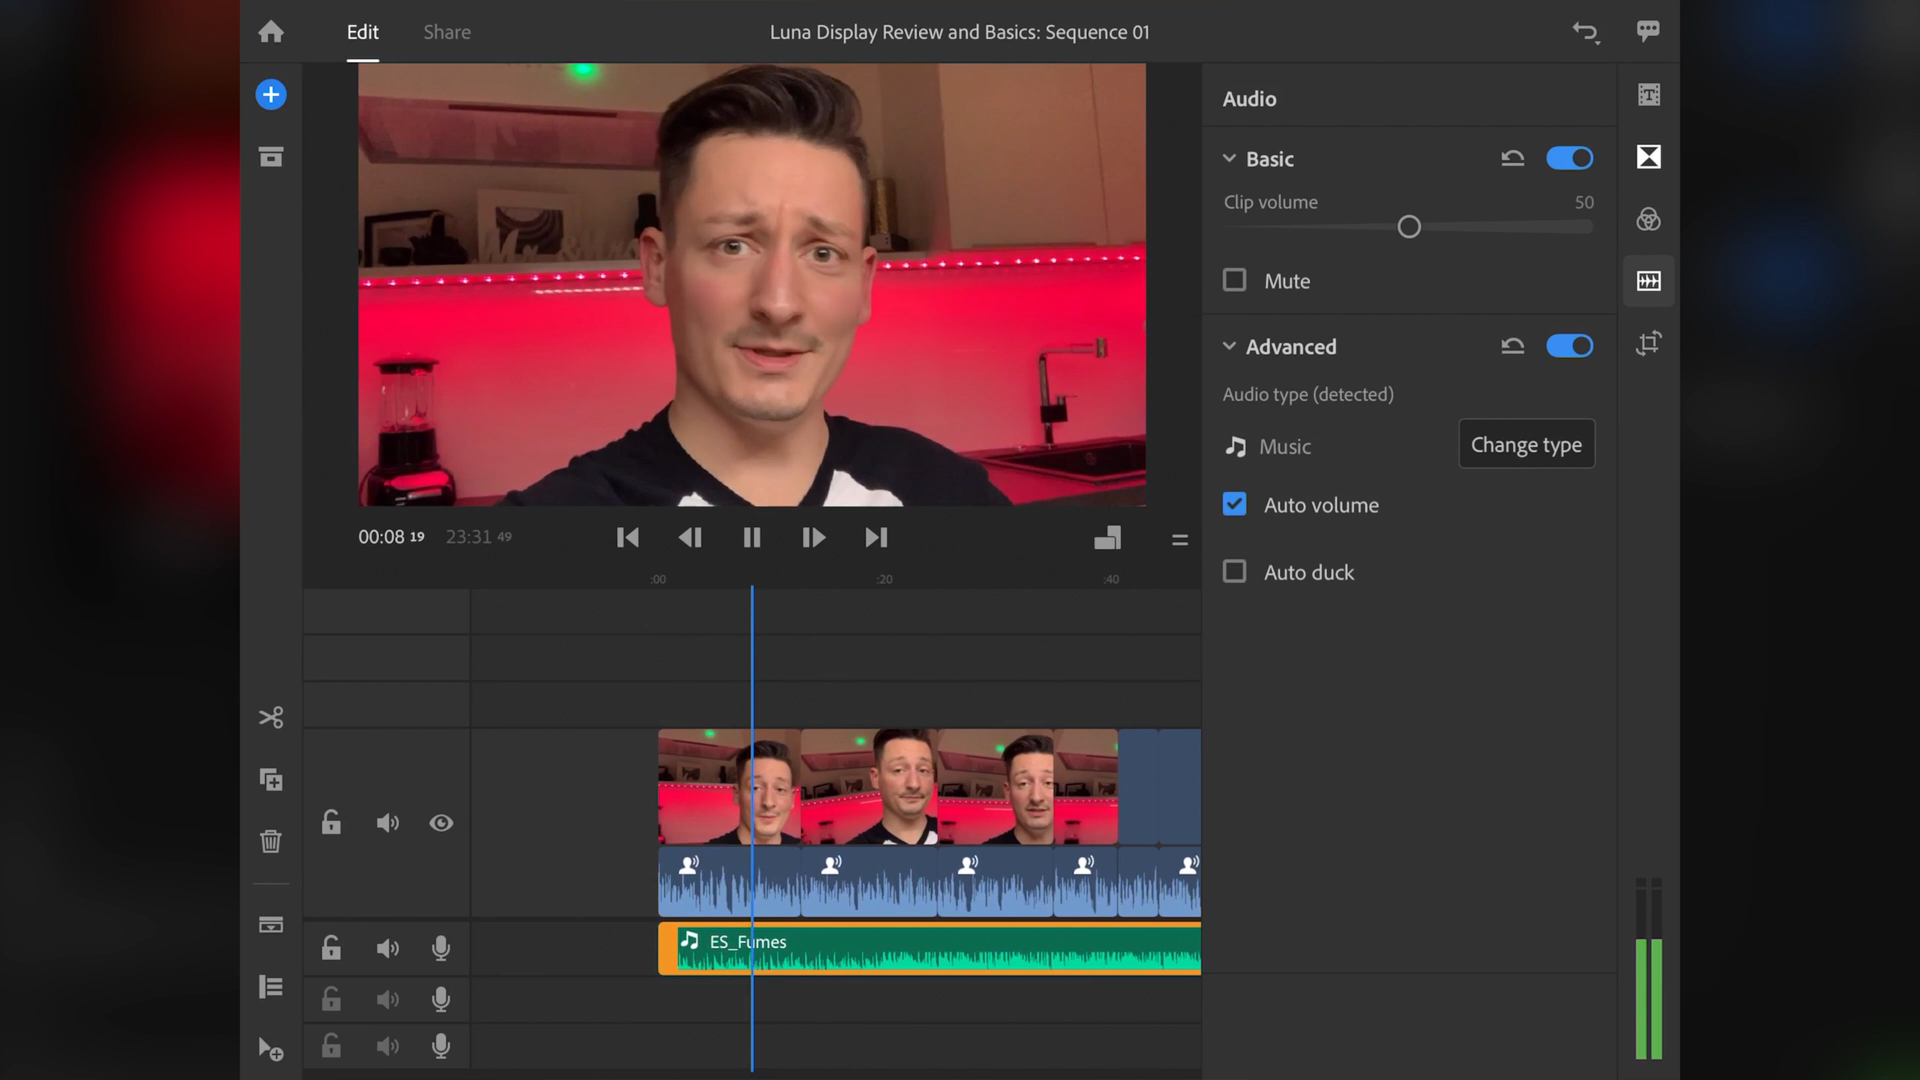 Edit
Share
Luna Display Review and Basics: Sequence 01
Audio
Basic
Clip volume
50
Mute
Advanced
Audio type (detected)
Music
Change type
Auto volume
Auto duck
00:08 19
23:31 49
:00
:20
:40
ES_Fumes